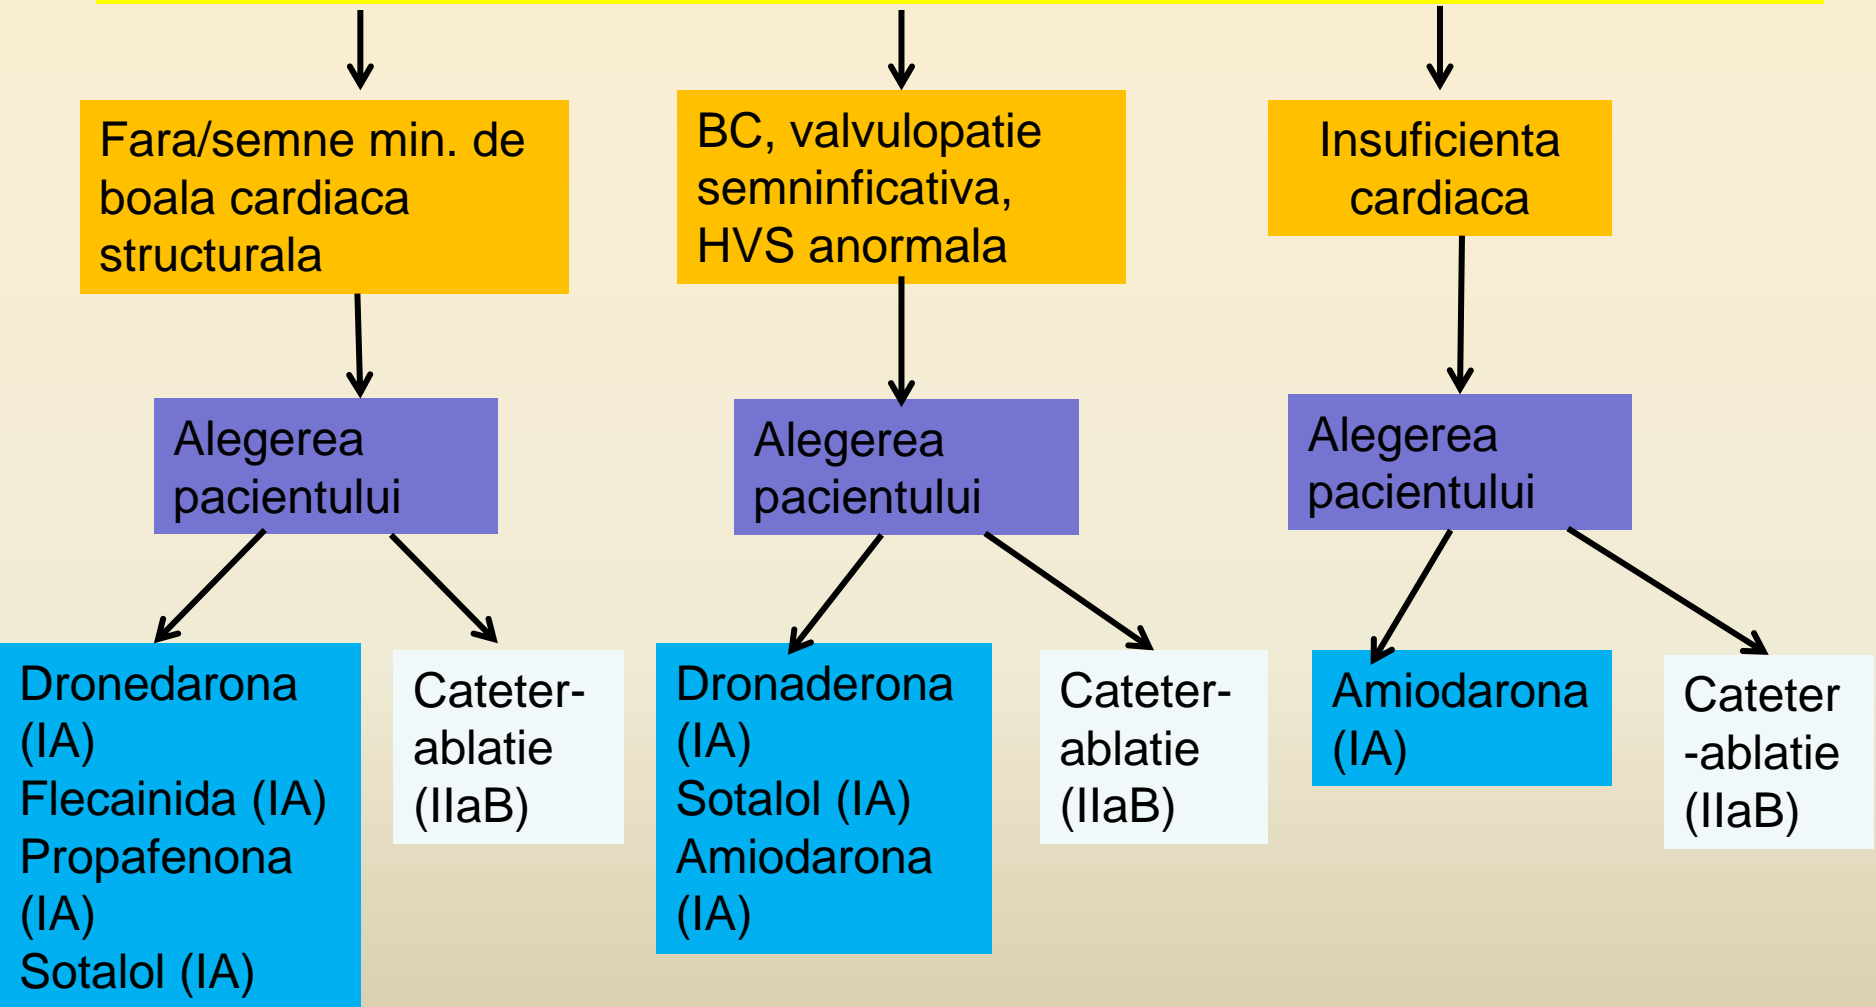 Fara/semne min. de
boala cardiaca
structurala
BC, valvulopatie
semninficativa,
HVS anormala
Insuficienta
cardiaca
Alegerea
pacientului
Alegerea
pacientului
Alegerea
pacientului
Dronedarona
(IA)
Flecainida (IA)
Propafenona
(IA)
Sotalol (IA)
Cateter-
ablatie
(IIaB)
Dronaderona
(IA)
Sotalol (IA)
Amiodarona
(IA)
Cateter-
ablatie
(IIaB)
Amiodarona
(IA)
Cateter
-ablatie
(IIaB)